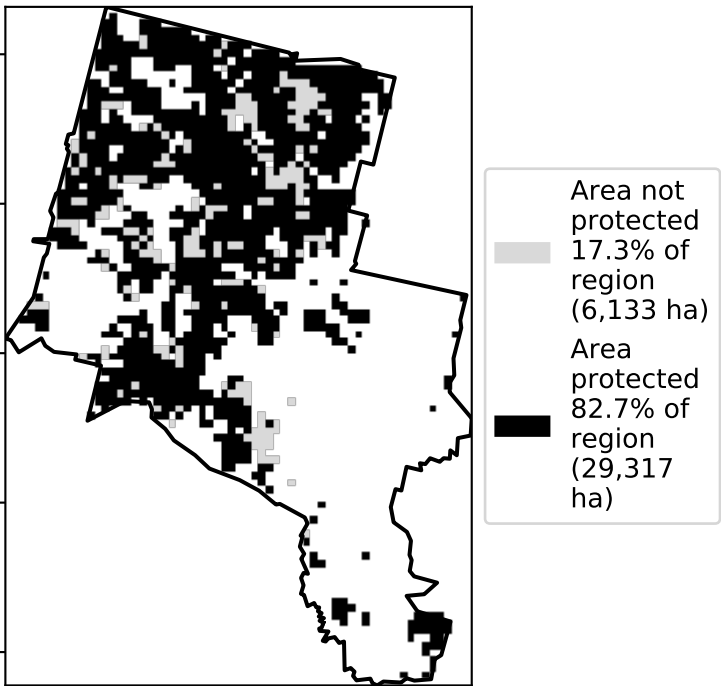 Area not
protected
17.3% of
region
(6,133 ha)
Area
protected
82.7% of
region
(29,317
ha)